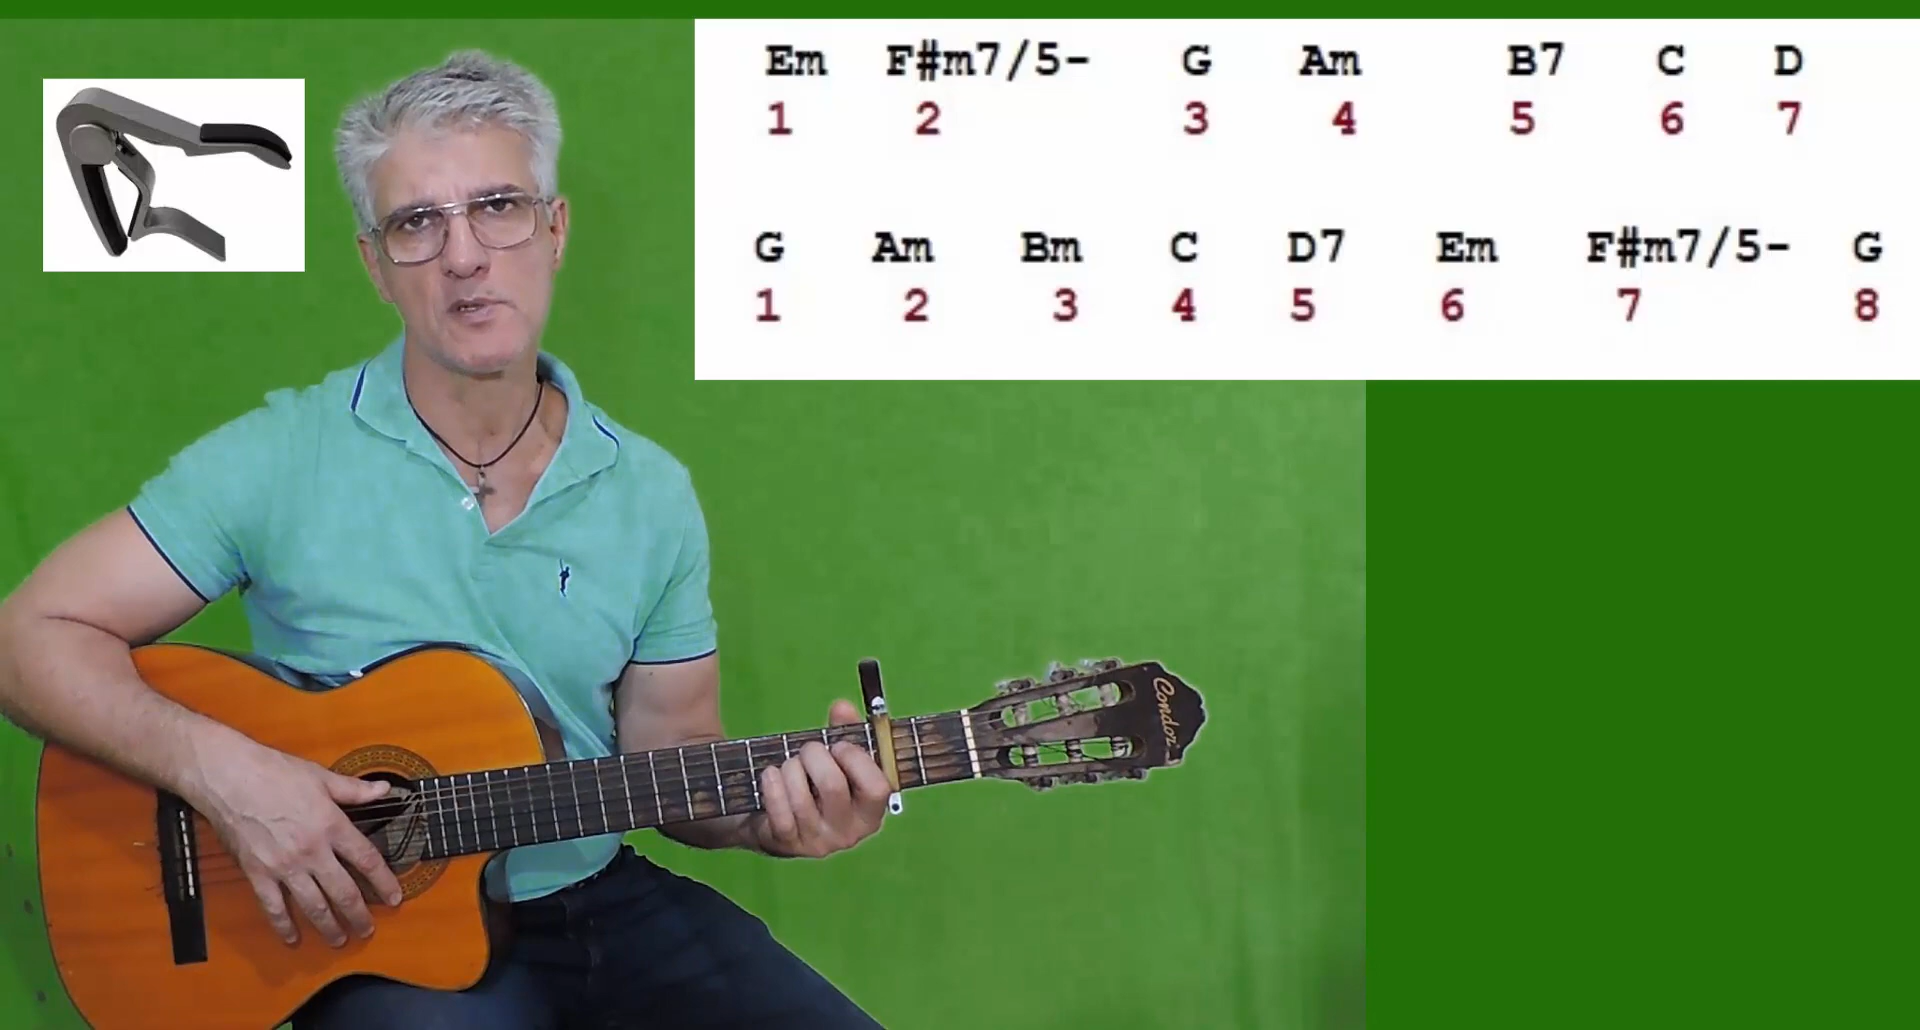 Em F#m7/5- G Am B7 C D
1 2 3 4 5 6 7
G Am Bm C D7 Em F#m7/5- G
1 2 3 4 5 6 7 8
Condor